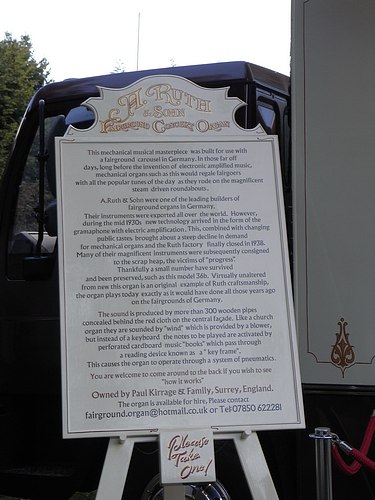 A. RUTH
& SOHN
FAIRGROUND CONCERT ORGAN
This mechanical musical masterpiece was built for use with
a fairground carousel in Germany. In those far off
days, long before the invention of electronic amplified music,
mechanical organs such as this would regale fairgoers
with all the popular tunes of the day as they rode on the magnificent
steam driven roundabouts.
A.Ruth & Sohn were one of the leading builders of
fairground organs in Germany.
Their instruments were exported all over the world. However,
during the mid 1930s new technology arrived in the form of the
gramaphone with electric amplification. This, combined with changing
public tastes brought about a steep decline in demand
for mechanical organs and the Ruth factory finally closed in 1938.
Many of their magnificent instruments were subsequently consigned
to the scrap heap, the victims of "progress"
Thankfully a small number have survived
and been preserved, such as this model 36b. Virtually unaltered
from new this organ is an original example of Ruth craftsmanship,
the organ plays today exactly as it would have done all those years ago
on the fairgrounds of Germany.
The sound is produced by more than 300 wooden pipes
concealed behind the red cloth on the central façade. Like a church
organ they are sounded by "wind" which is provided by a blower,
but instead of a keyboard the notes to be played are activated by
perforated cardboard music "books" which pass through
a reading device known as a "key frame".
This causes the organ to operate through a system of pneumatics.
You are welcome to come around to the back if you wish to see
"how it works"
Owned by Paul Kirrage & Family, Surrey, England.
The organ is available for hire. Please contact
fairground.organ@hotmail.co.uk or Tel:07850 622281
Please
Take
One!